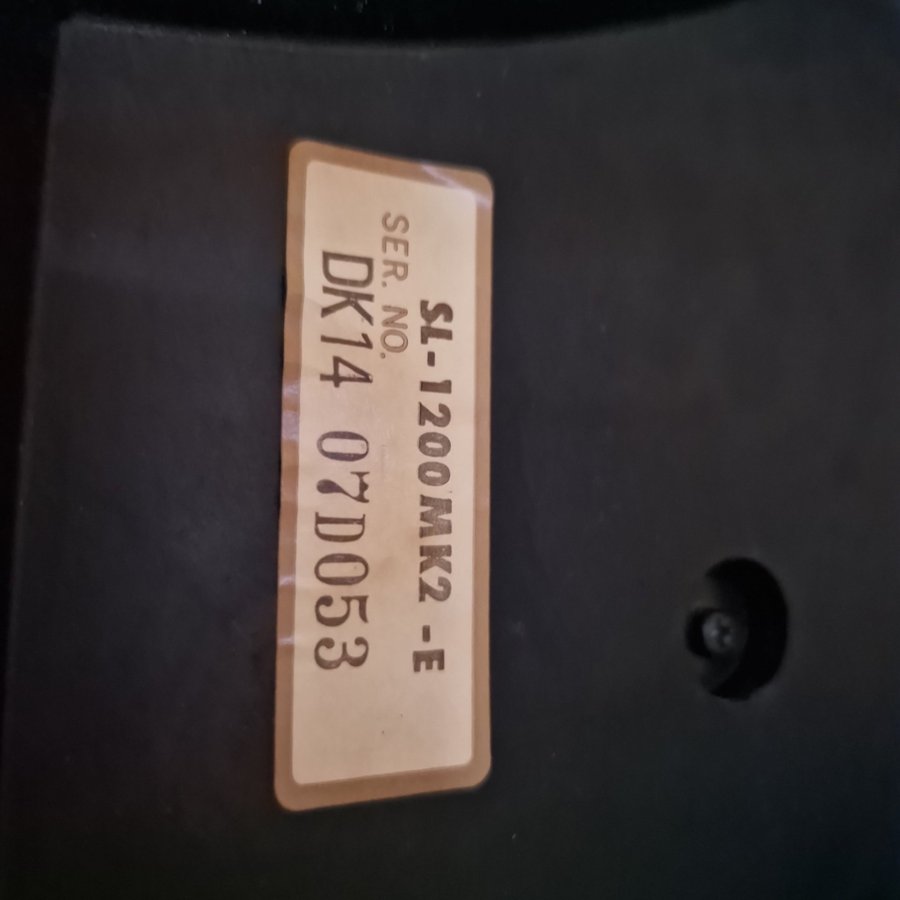 SL-1200MK2 -E
SER. NO.
DK14 07D053